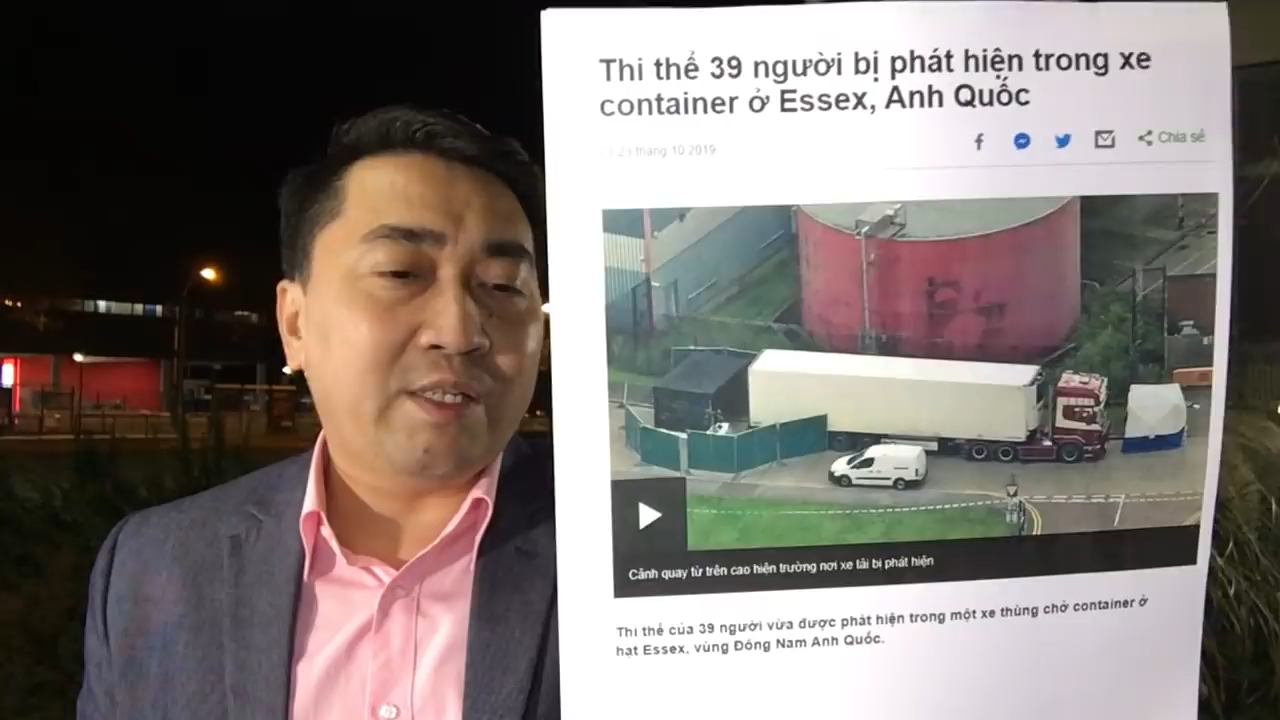 Thi thể 39 người bị phát hiện trong xe
container ở Essex, Anh Quốc
tháng 10 2019
Chia sẻ
Cảnh quay từ trên cao hiện trường nơi xe tải bị phát hiện
Thi thể của 39 người vừa được phát hiện trong một xe thùng chở container ở
hạt Essex, vùng Đông Nam Anh Quốc.